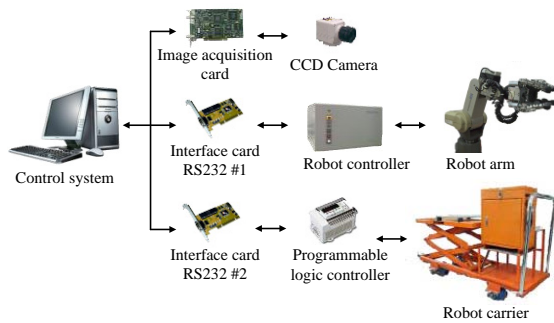 Image acquisition
card
CCD Camera
Control system
Interface card
RS232 #1
Robot controller
Robot arm
Interface card
RS232 #2
Programmable
logic controller
Robot carrier